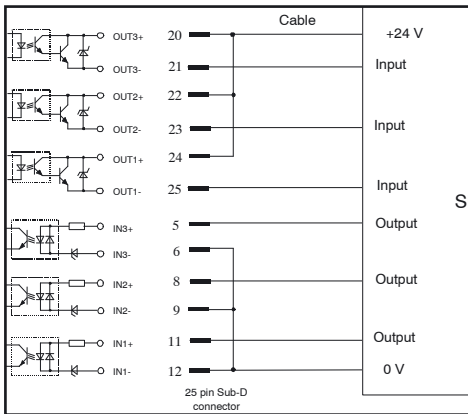 Cable
OUT3+ 20 +24 V
OUT3- 21 Input
OUT2+ 22
OUT2- 23 Input
OUT1+ 24
OUT1- 25 Input
S
IN3+ 5 Output
IN3- 6
IN2+ 8 Output
IN2- 9
IN1+ 11 Output
IN1- 12 0 V
25 pin Sub-D
connector